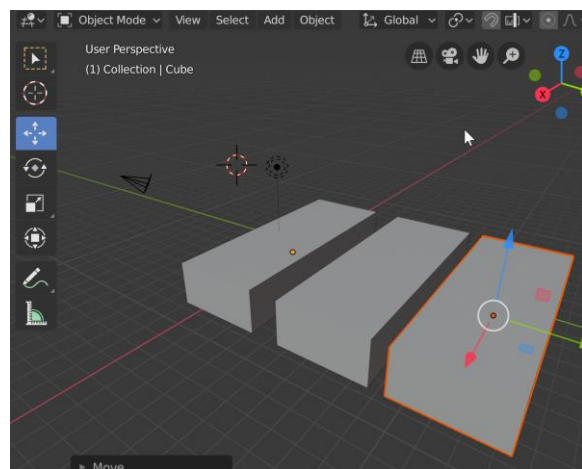 Object Mode View Select Add Object Global
User Perspective
(1) Collection | Cube
Z
X
Move